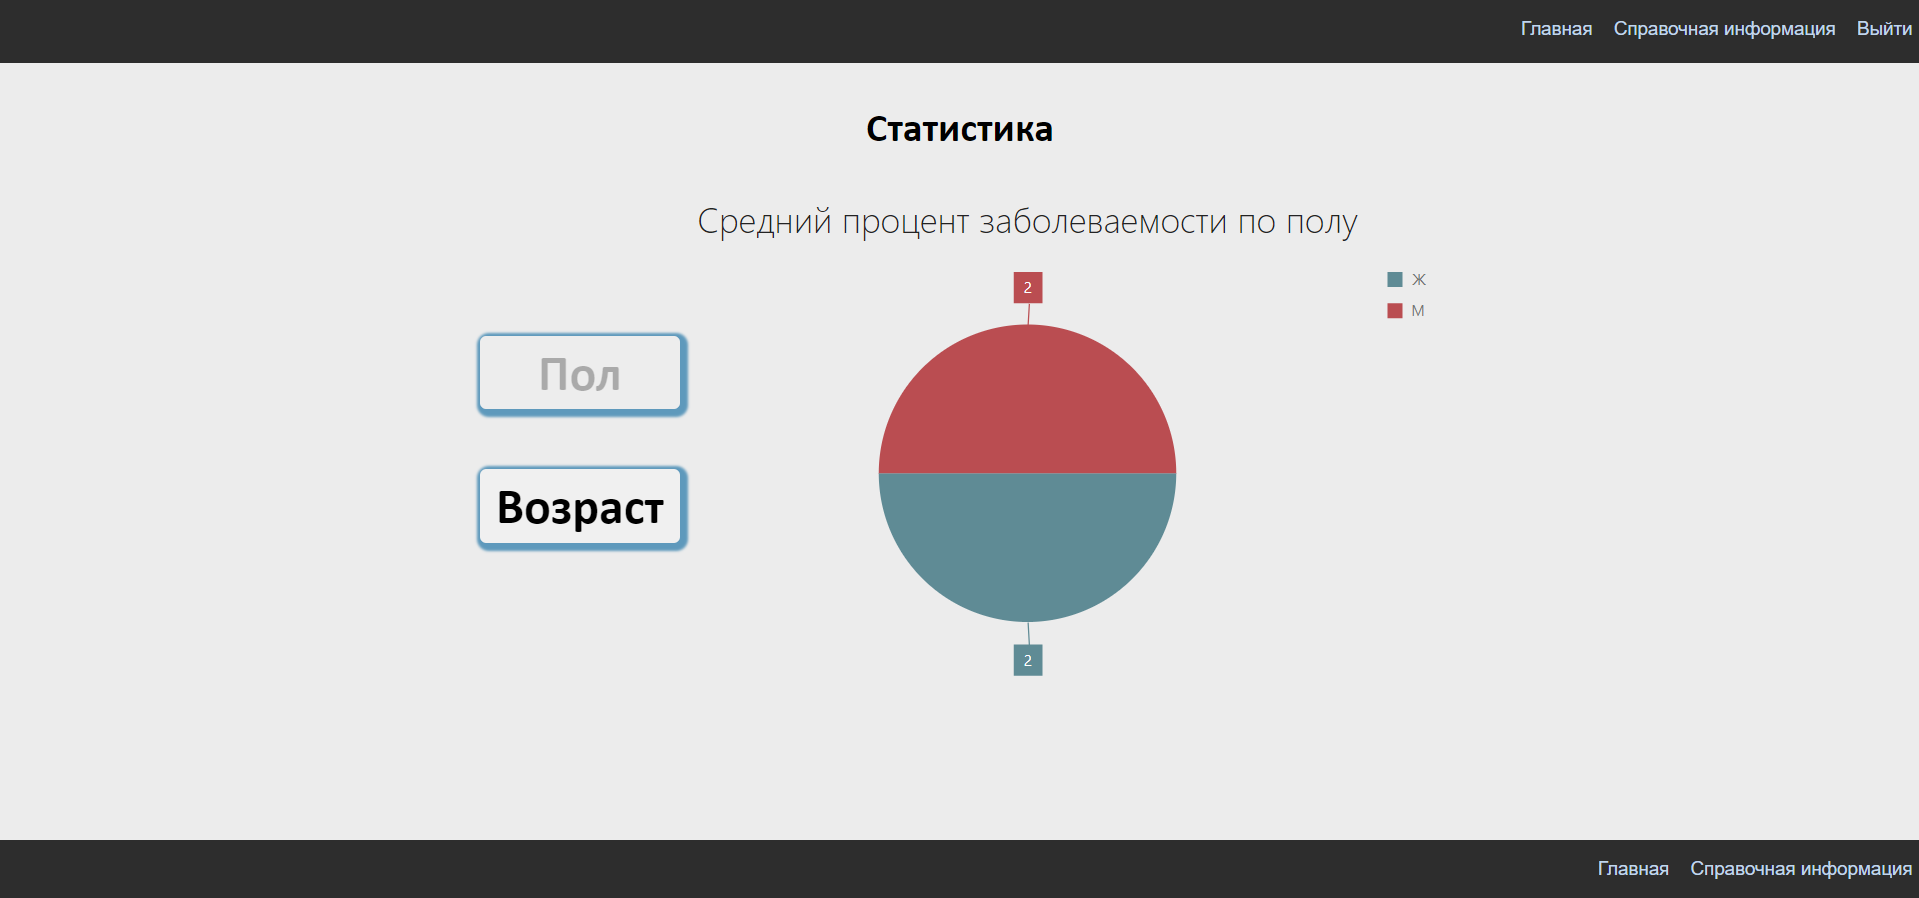 Главная Справочная информация Выйти
Статистика
Средний процент заболеваемости по полу
2
Ж
М
Пол
Возраст
2
Главная Справочная информация